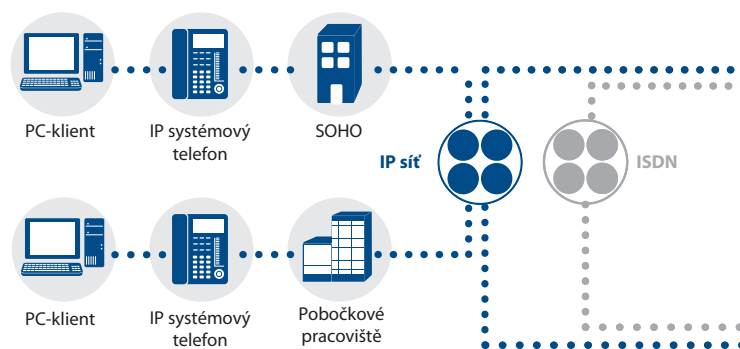 PC-klient
IP systémový
telefon
SOHO
IP síť
ISDN
PC-klient
IP systémový
telefon
Pobočkové
pracoviště